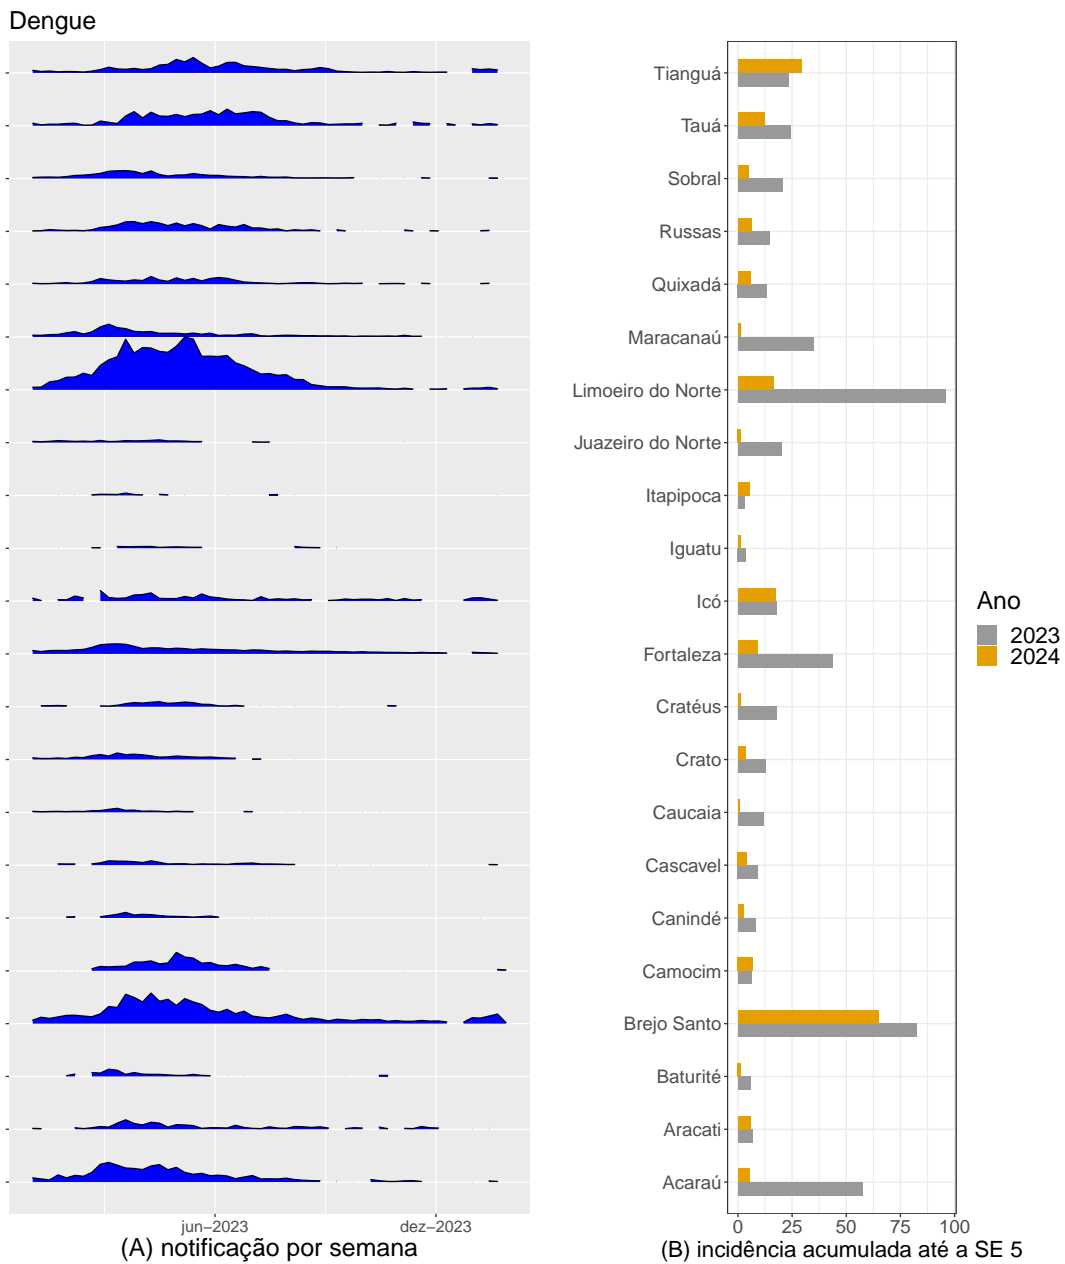 Dengue
Tianguá
Tauá
Sobral
Russas
Quixadá
Maracanaú
Limoeiro do Norte
Juazeiro do Norte
Itapipoca
Iguatu
Icó
Fortaleza
Cratéus
Crato
Caucaia
Cascavel
Canindé
Camocim
Brejo Santo
Baturité
Aracati
Acaraú
Ano
2023
2024
jun−2023 dez−2023
0 25 50 75 100
(A) notificação por semana
(B) incidência acumulada até a SE 5